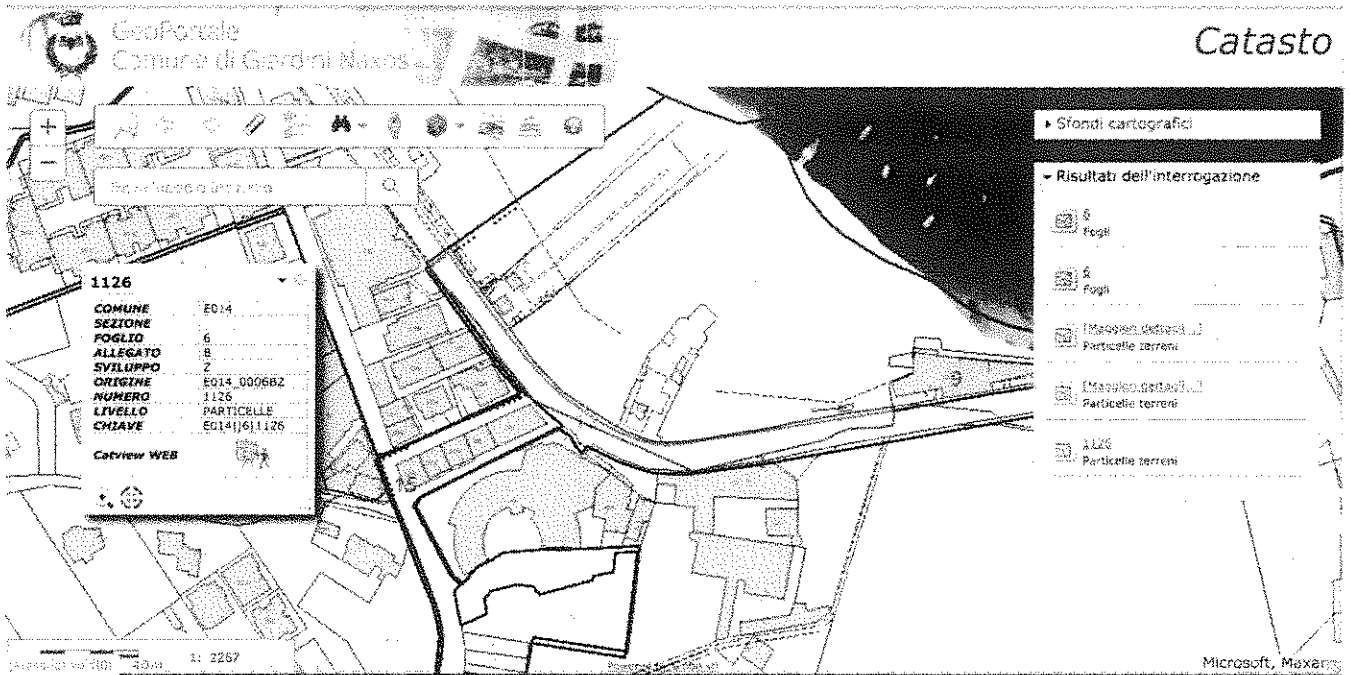 GeoPortale
Comune di Giardini Naxos
Catasto
+
−
Sfondi cartografici
Risultati dell'interrogazione
6
Fogli
6
Fogli
Particelle terreni
Particelle terreni
1126
Particelle terreni
1126
COMUNE E014
SEZIONE
FOGLIO 6
ALLEGATO B
SVILUPPO Z
ORIGINE E014_0006BZ
NUMERO 1126
LIVELLO PARTICELLE
CHIAVE E014||6|1126
Catview WEB
1: 2267
Microsoft, Maxar